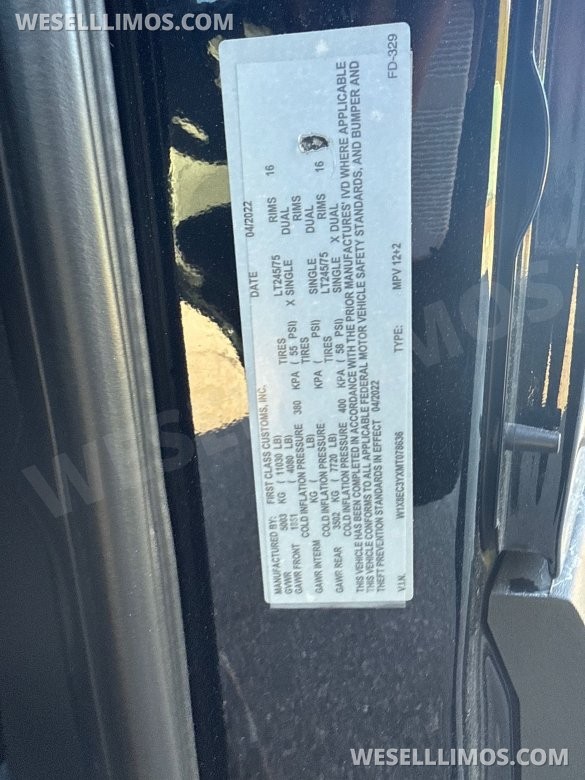 WESELLLIMOS.COM
WESELLLIMOS.COM
MANUFACTURED BY: FIRST CLASS CUSTOMS, INC. DATE 04/2022
GVWR 5003 KG ( 11030 LB)
GAWR FRONT 1851 KG ( 4080 LB) TIRES LT245/75 RIMS 16
COLD INFLATION PRESSURE 380 KPA ( 55 PSI) X SINGLE DUAL
GAWR INTERM KG ( LB) TIRES RIMS
COLD INFLATION PRESSURE KPA ( PSI) SINGLE DUAL
GAWR REAR 3502 KG ( 7720 LB) TIRES LT245/75 RIMS 16
COLD INFLATION PRESSURE 400 KPA ( 58 PSI) SINGLE X DUAL
THIS VEHICLE HAS BEEN COMPLETED IN ACCORDANCE WITH THE PRIOR MANUFACTURES' IVD WHERE APPLICABLE
THIS VEHICLE CONFORMS TO ALL APPLICABLE FEDERAL MOTOR VEHICLE SAFETY STANDARDS, AND BUMPER AND
THEFT PREVENTION STANDARDS IN EFFECT 04/2022
V.I.N. W1X8EC3YXMT078636 TYPE: MPV 12+2 FD-329
WESELLLIMOS.COM
WESELLLIMOS.COM